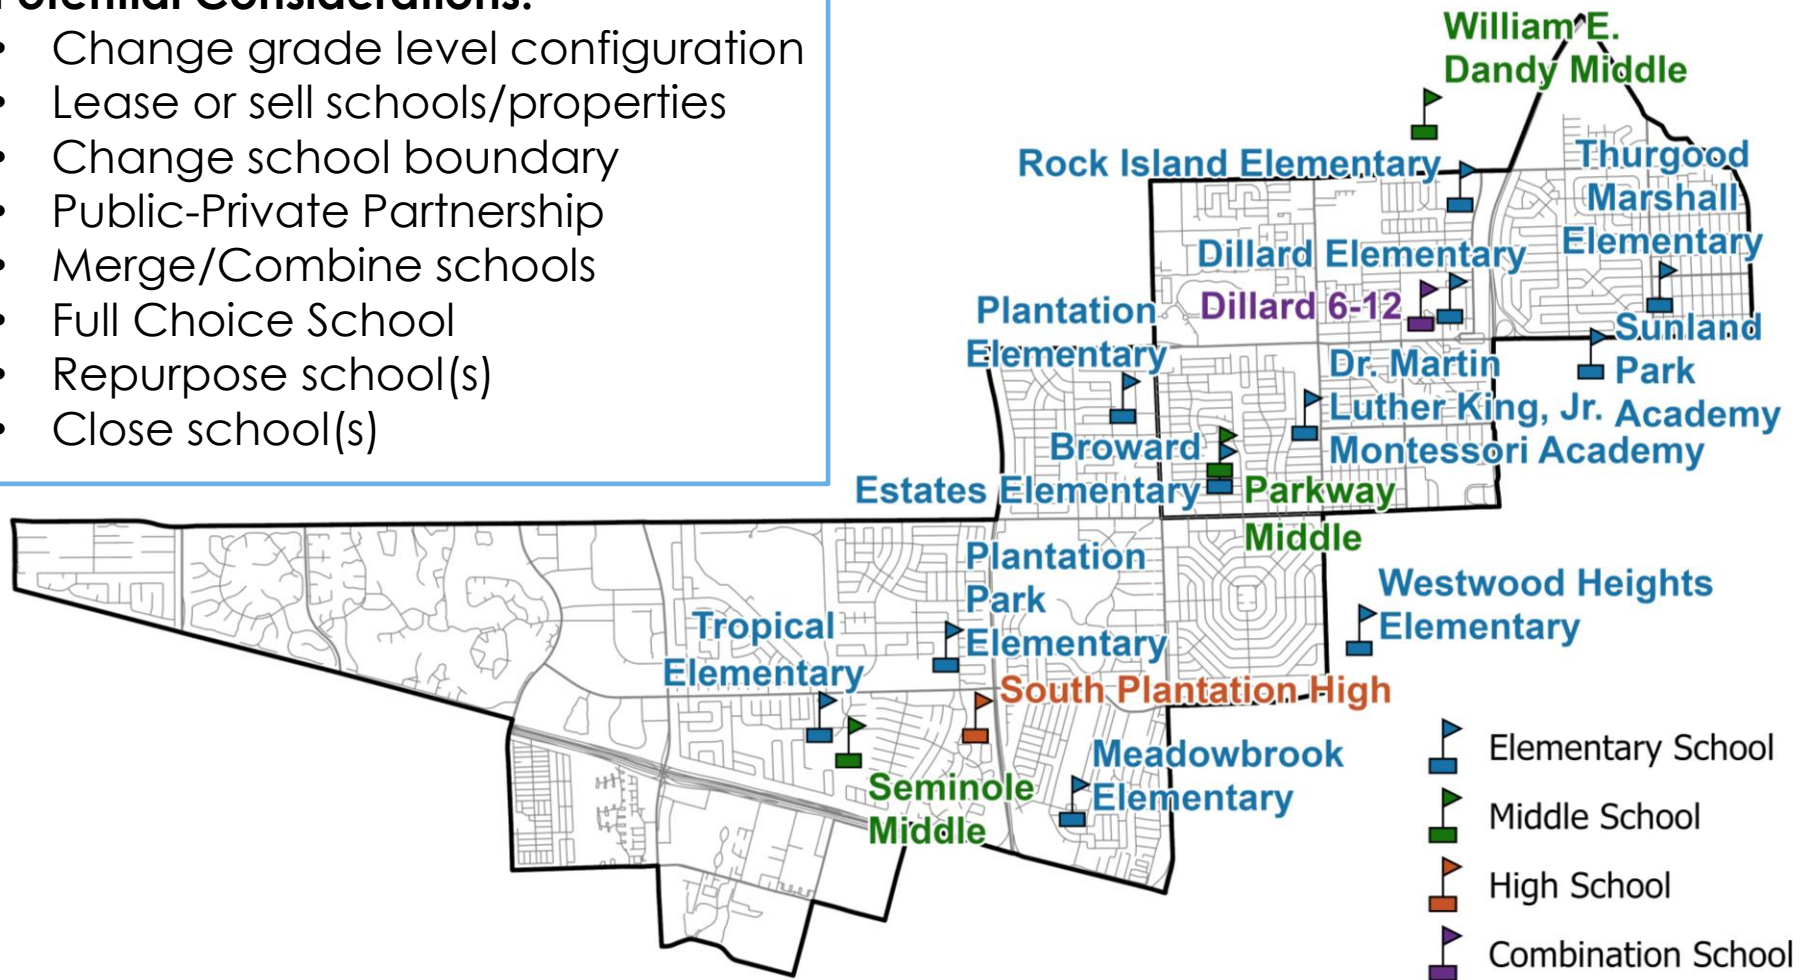 Potential Considerations:
• Change grade level configuration
• Lease or sell schools/properties
• Change school boundary
• Public-Private Partnership
• Merge/Combine schools
• Full Choice School
• Repurpose school(s)
• Close school(s)
William E.
Dandy Middle
Rock Island Elementary
Thurgood
Marshall
Elementary
Dillard Elementary
Dillard 6-12
Plantation
Elementary
Sunland
Park
Academy
Dr. Martin
Luther King, Jr.
Montessori Academy
Broward
Estates Elementary
Parkway
Middle
Plantation
Park
Elementary
Westwood Heights
Elementary
Tropical
Elementary
South Plantation High
Meadowbrook
Elementary
Seminole
Middle
Elementary School
Middle School
High School
Combination School